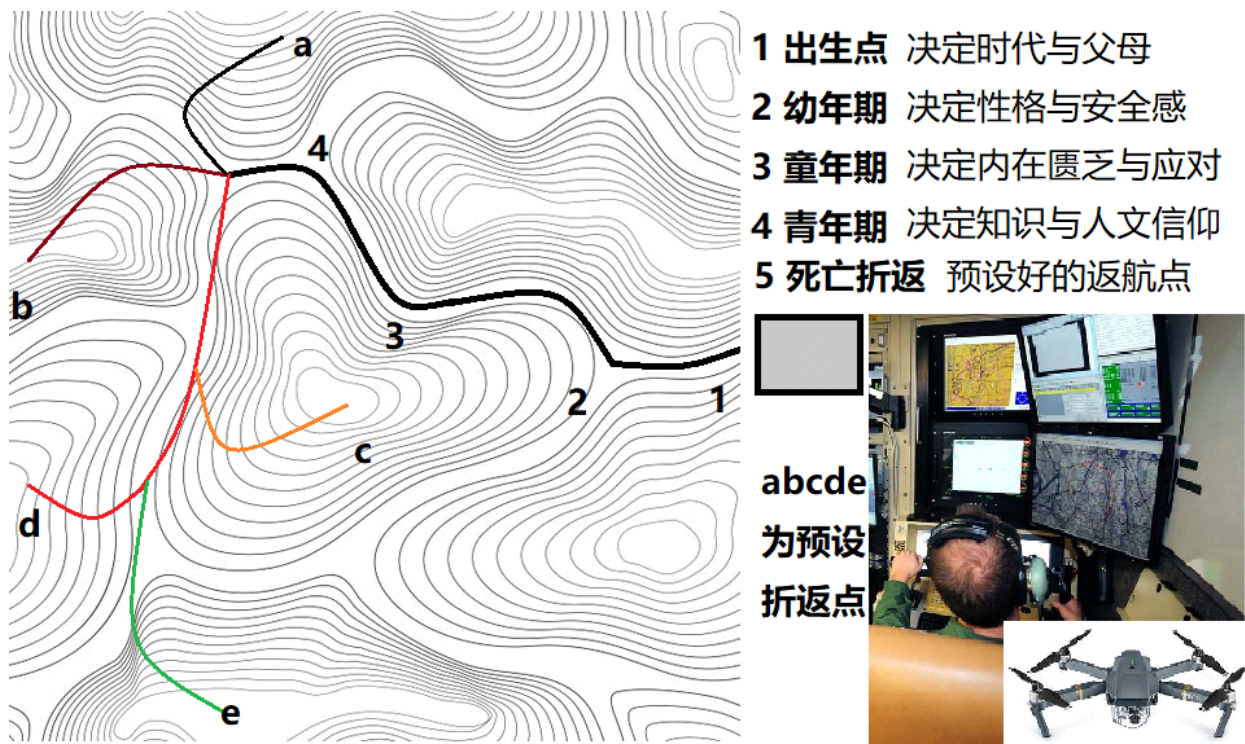 a
4
b
3
2
1
c
d
e
1 出生点 决定时代与父母
2 幼年期 决定性格与安全感
3 童年期 决定内在匮乏与应对
4 青年期 决定知识与人文信仰
5 死亡折返 预设好的返航点
abcde
为预设
折返点